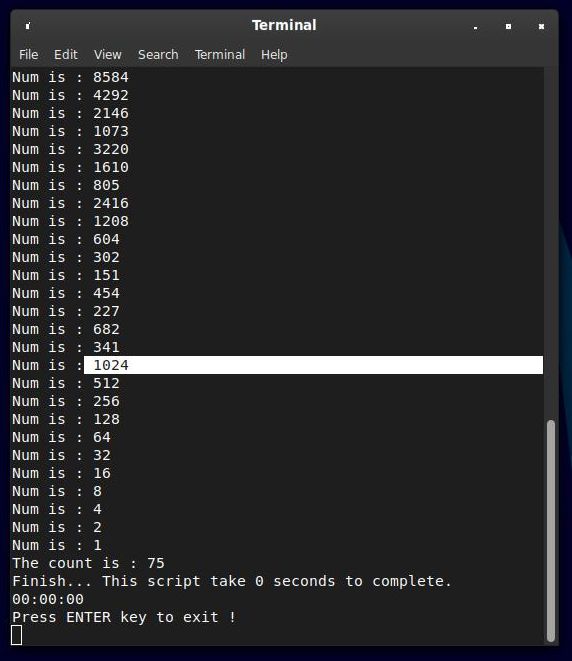 Terminal
File Edit View Search Terminal Help
Num is : 8584
Num is : 4292
Num is : 2146
Num is : 1073
Num is : 3220
Num is : 1610
Num is : 805
Num is : 2416
Num is : 1208
Num is : 604
Num is : 302
Num is : 151
Num is : 454
Num is : 227
Num is : 682
Num is : 341
Num is : 1024
Num is : 512
Num is : 256
Num is : 128
Num is : 64
Num is : 32
Num is : 16
Num is : 8
Num is : 4
Num is : 2
Num is : 1
The count is : 75
Finish... This script take 0 seconds to complete.
00:00:00
Press ENTER key to exit !